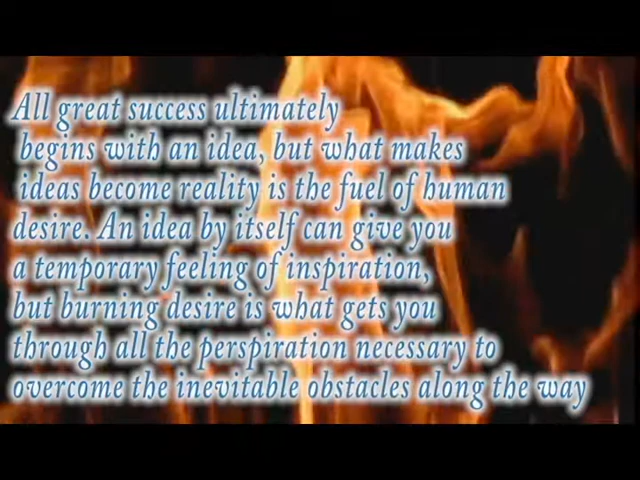 All great success ultimately
begins with an idea, but what makes
ideas become reality is the fuel of human
desire. An idea by itself can give you
a temporary feeling of inspiration,
but burning desire is what gets you
through all the perspiration necessary to
overcome the inevitable obstacles along the way